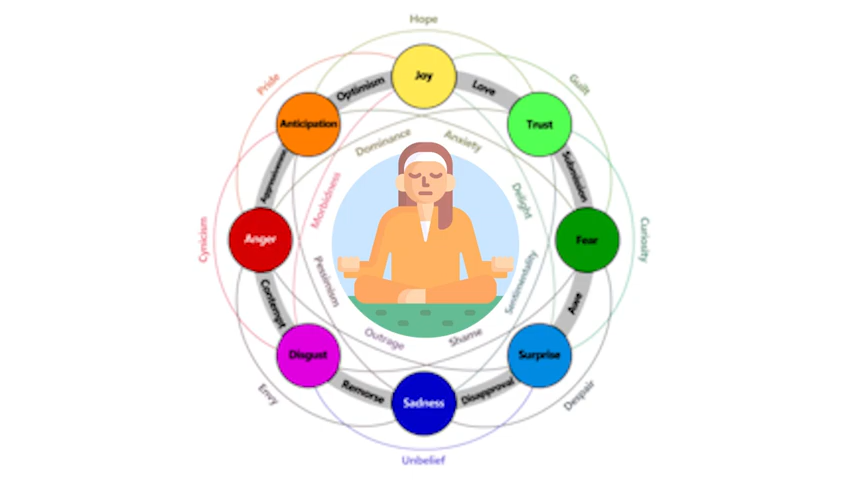 Hope
Pride
Guilt
Joy
Optimism
Love
Anticipation
Trust
Dominance
Anxiety
Aggressiveness
Submission
Morbidness
Delight
Cynicism
Anger
Fear
Curiosity
Pessimism
Sentimentality
Contempt
Awe
Outrage
Shame
Disgust
Surprise
Envy
Remorse
Sadness
Disapproval
Despair
Unbelief